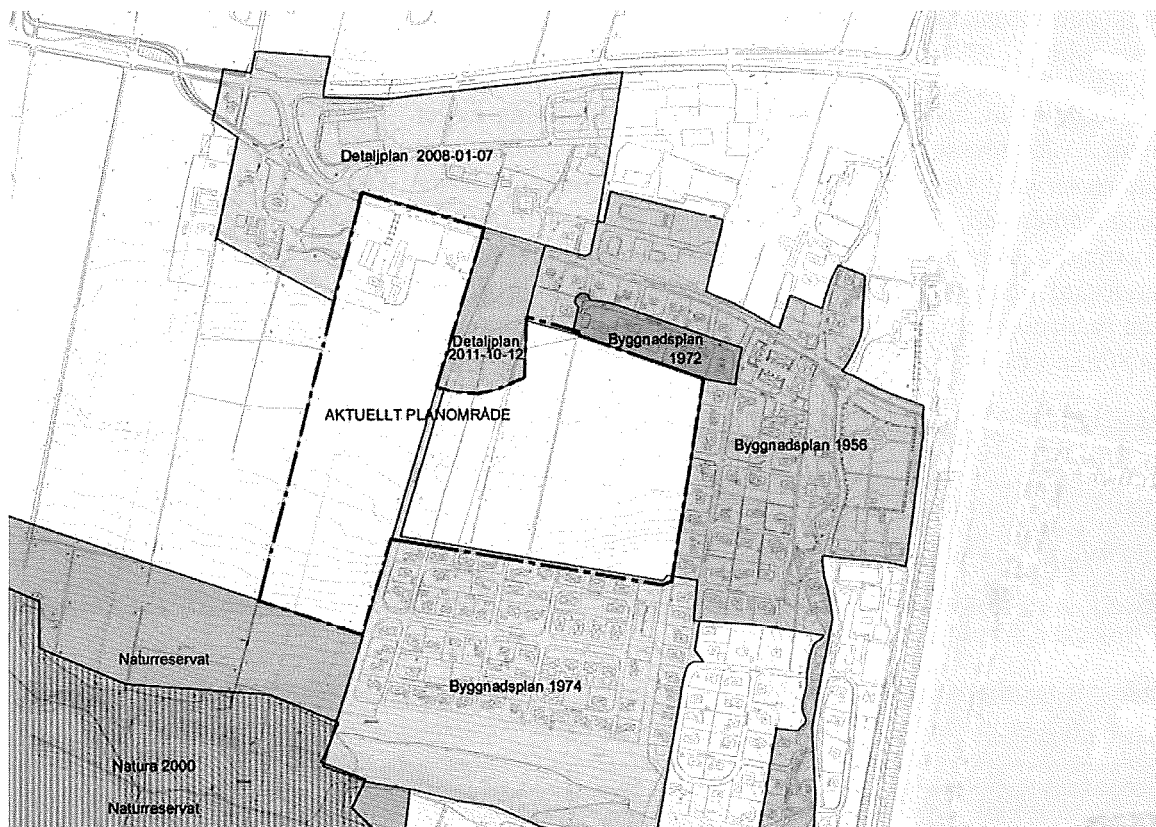 Detaljplan 2008-01-07
Detaljplan
2011-10-12
Byggnadsplan
1972
AKTUELLT PLANOMRÅDE
Byggnadsplan 1956
Naturreservat
Byggnadsplan 1974
Natura 2000
Naturreservat